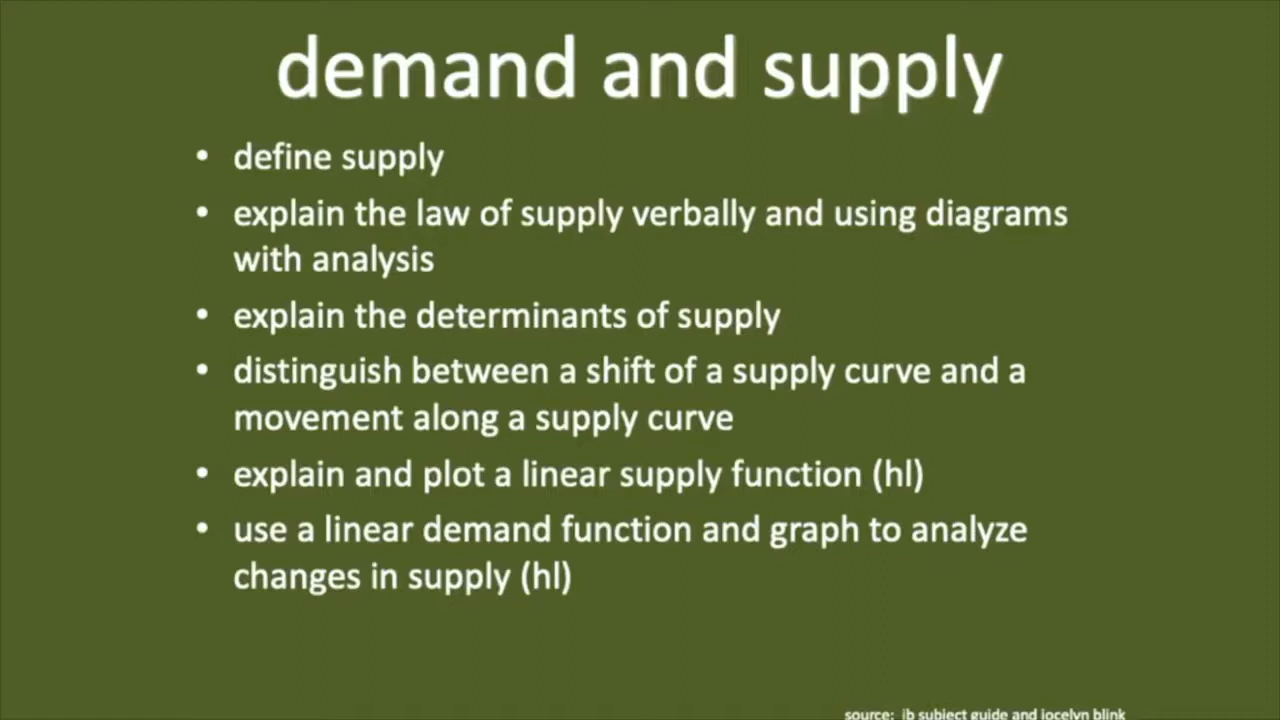 demand and supply
• define supply
• explain the law of supply verbally and using diagrams
with analysis
• explain the determinants of supply
• distinguish between a shift of a supply curve and a
movement along a supply curve
• explain and plot a linear supply function (hl)
• use a linear demand function and graph to analyze
changes in supply (hl)
source: ib subject guide and jocelyn blink